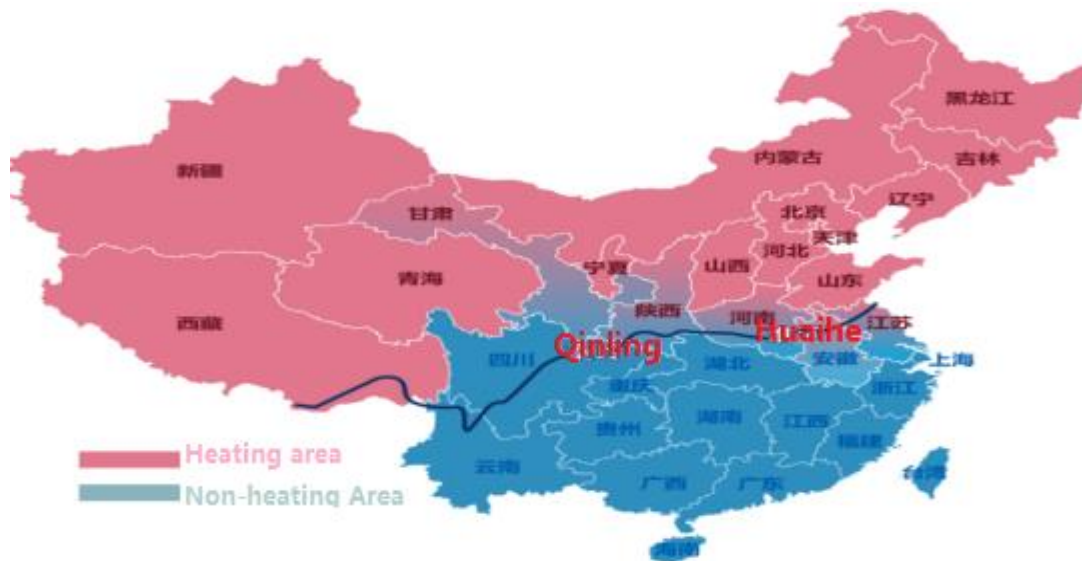 黑龙江
内蒙古
吉林
新疆
辽宁
北京
甘肃
天津
河北
宁夏
山西
青海
山东
陕西
河南
西藏
Huaihe
江苏
Qinling
四川
湖北
安徽
上海
重庆
浙江
湖南
江西
贵州
福建
Heating area
云南
台湾
广西
广东
Non-heating Area
海南